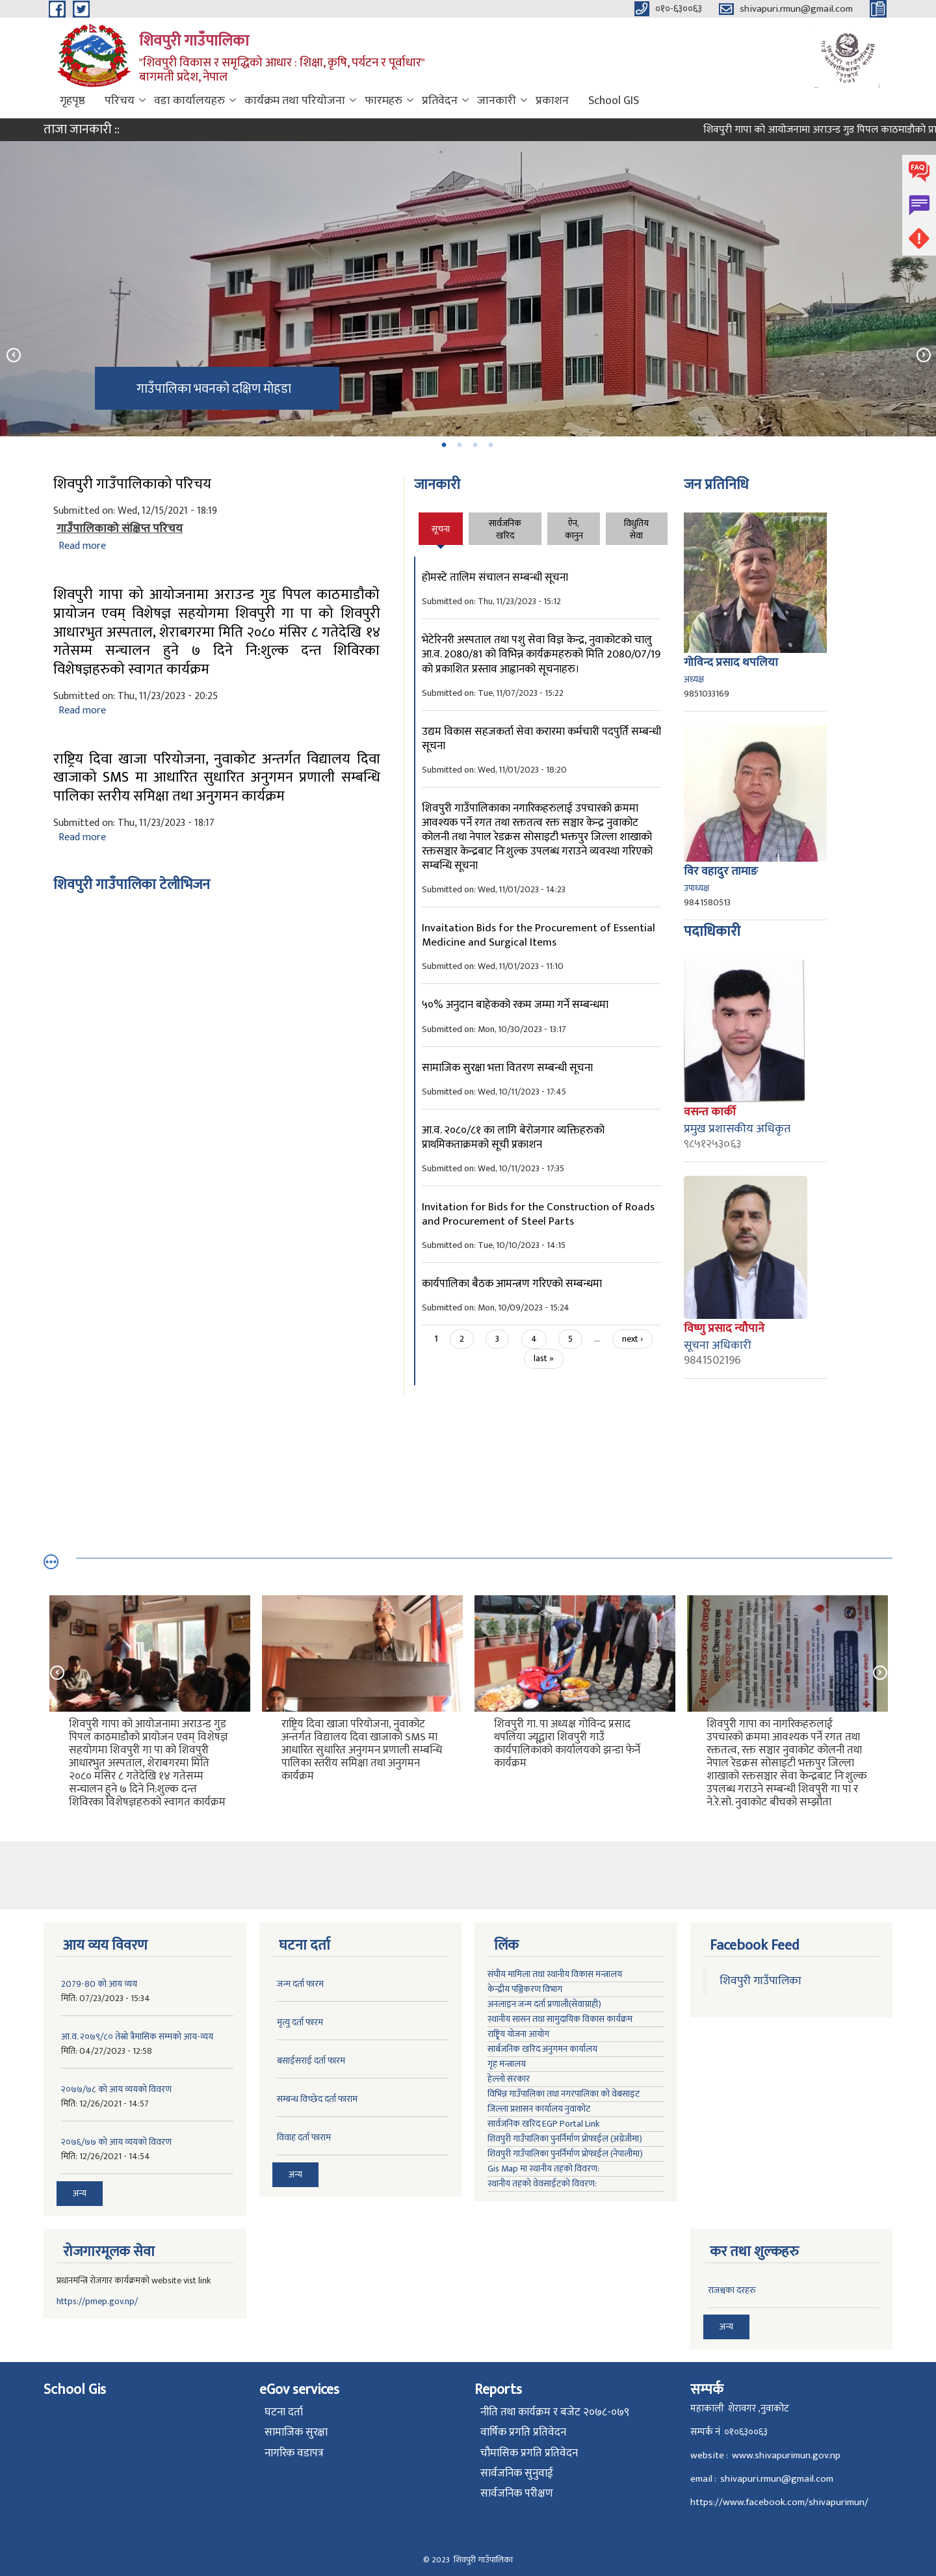 ०१०-६३००६३
shivapuri.rmun@gmail.com
शिवपुरी गाउँपालिका
"शिवपुरी विकास र समृद्धिको आधार : शिक्षा, कृषि, पर्यटन र पूर्वाधार"
बागमती प्रदेश, नेपाल
गृहपृष्ठ परिचय वडा कार्यालयहरु कार्यक्रम तथा परियोजना फारमहरु प्रतिवेदन जानकारी प्रकाशन School GIS
ताजा जानकारी ::
शिवपुरी गापा को आयोजनामा अराउन्ड गुड पिपल काठमाडौको प्रा
FAQ
गाउँपालिका भवनको दक्षिण मोहडा
शिवपुरी गाउँपालिकाको परिचय
Submitted on: Wed, 12/15/2021 - 18:19
गाउँपालिकाको संक्षिप्त परिचय
Read more
शिवपुरी गापा को आयोजनामा अराउन्ड गुड पिपल काठमाडौको
प्रायोजन एवम् विशेषज्ञ सहयोगमा शिवपुरी गा पा को शिवपुरी
आधारभुत अस्पताल, शेराबगरमा मिति २०८० मंसिर ८ गतेदेखि १४
गतेसम्म सन्चालन हुने ७ दिने नि:शुल्क दन्त शिविरका
विशेषज्ञहरुको स्वागत कार्यक्रम
Submitted on: Thu, 11/23/2023 - 20:25
Read more
राष्ट्रिय दिवा खाजा परियोजना, नुवाकोट अन्तर्गत विद्यालय दिवा
खाजाको SMS मा आधारित सुधारित अनुगमन प्रणाली सम्बन्धि
पालिका स्तरीय समिक्षा तथा अनुगमन कार्यक्रम
Submitted on: Thu, 11/23/2023 - 18:17
Read more
शिवपुरी गाउँपालिका टेलीभिजन
जानकारी
सूचना
सार्वजनिक
खरिद
ऐन,
कानुन
विधुतिय
सेवा
होमस्टे तालिम संचालन सम्बन्धी सूचना
Submitted on: Thu, 11/23/2023 - 15:12
भेटेरिनरी अस्पताल तथा पशु सेवा विज्ञ केन्द्र, नुवाकोटको चालु
आ.व. 2080/81 को विभिन्न कार्यक्रमहरुको मिति 2080/07/19
को प्रकाशित प्रस्ताव आह्वानको सूचनाहरु।
Submitted on: Tue, 11/07/2023 - 15:22
उद्यम विकास सहजकर्ता सेवा करारमा कर्मचारी पदपुर्ति सम्बन्धी
सूचना
Submitted on: Wed, 11/01/2023 - 18:20
शिवपुरी गाउँपालिकाका नगारिकहरुलाई उपचारको क्रममा
आवश्यक पर्ने रगत तथा रक्ततत्व रक्त सञ्चार केन्द्र नुवाकोट
कोलनी तथा नेपाल रेडक्रस सोसाइटी भक्तपुर जिल्ला शाखाको
रक्तसञ्चार केन्द्रबाट निःशुल्क उपलब्ध गराउने व्यवस्था गरिएको
सम्बन्धि सूचना
Submitted on: Wed, 11/01/2023 - 14:23
Invaitation Bids for the Procurement of Essential
Medicine and Surgical Items
Submitted on: Wed, 11/01/2023 - 11:10
५०% अनुदान बाहेकको रकम जम्मा गर्ने सम्बन्धमा
Submitted on: Mon, 10/30/2023 - 13:17
सामाजिक सुरक्षा भत्ता वितरण सम्बन्धी सूचना
Submitted on: Wed, 10/11/2023 - 17:45
आ.व. २०८०/८१ का लागि बेरोजगार व्यक्तिहरुको
प्राथमिकताक्रमको सूची प्रकाशन
Submitted on: Wed, 10/11/2023 - 17:35
Invitation for Bids for the Construction of Roads
and Procurement of Steel Parts
Submitted on: Tue, 10/10/2023 - 14:15
कार्यपालिका बैठक आमन्त्रण गरिएको सम्बन्धमा
Submitted on: Mon, 10/09/2023 - 15:24
1 2 3 4 5 … next ›
last »
जन प्रतिनिधि
गोविन्द प्रसाद थपलिया
अध्यक्ष
9851033169
विर वहादुर तामाङ
उपाध्यक्ष
9841580513
पदाधिकारी
वसन्त कार्की
प्रमुख प्रशासकीय अधिकृत
९८५१२५३०६३
विष्णु प्रसाद न्यौपाने
सूचना अधिकारी
9841502196
शिवपुरी गापा को आयोजनामा अराउन्ड गुड
पिपल काठमाडौको प्रायोजन एवम् विशेषज्ञ
सहयोगमा शिवपुरी गा पा को शिवपुरी
आधारभुत अस्पताल, शेराबगरमा मिति
२०८० मंसिर ८ गतेदेखि १४ गतेसम्म
सन्चालन हुने ७ दिने नि:शुल्क दन्त
शिविरका विशेषज्ञहरुको स्वागत कार्यक्रम
राष्ट्रिय दिवा खाजा परियोजना, नुवाकोट
अन्तर्गत विद्यालय दिवा खाजाको SMS मा
आधारित सुधारित अनुगमन प्रणाली सम्बन्धि
पालिका स्तरीय समिक्षा तथा अनुगमन
कार्यक्रम
शिवपुरी गा. पा अध्यक्ष गोविन्द प्रसाद
थपलिया ज्यूद्वारा शिवपुरी गाउँ
कार्यपालिकाको कार्यालयको झन्डा फेर्ने
कार्यक्रम
नेपाल रेडक्रस सोसाइटी
शिवपुरी गापा का नागरिकहरुलाई
उपचारको क्रममा आवश्यक पर्ने रगत तथा
रक्ततत्व, रक्त सञ्चार नुवाकोट कोलनी तथा
नेपाल रेडक्रस सोसाइटी भक्तपुर जिल्ला
शाखाको रक्तसञ्चार सेवा केन्द्रबाट निःशुल्क
उपलब्ध गराउने सम्बन्धी शिवपुरी गा पा र
ने.रे.सो. नुवाकोट बीचको सम्झौता
आय व्यय विवरण
2079-80 को आय व्यय
मिति: 07/23/2023 - 15:34
आ.व. २०७९/८० तेस्रो त्रैमासिक सम्मको आय-व्यय
मिति: 04/27/2023 - 12:58
२०७७/७८ को आय व्ययको विवरण
मिति: 12/26/2021 - 14:57
२०७६/७७ को आय व्ययको विवरण
मिति: 12/26/2021 - 14:54
अन्य
घटना दर्ता
जन्म दर्ता फारम
मृत्यु दर्ता फारम
बसाईसराई दर्ता फारम
सम्बन्ध विच्छेद दर्ता फाराम
विवाह दर्ता फाराम
अन्य
लिंक
संघीय मामिला तथा स्थानीय विकास मन्त्रालय
केन्द्रीय पञ्जिकरण विभाग
अनलाइन जन्म दर्ता प्रणाली(सेवाग्राही)
स्थानीय सासन तथा सामुदायिक विकास कार्यक्रम
राष्ट्रिय योजना आयोग
सार्बजनिक खरिद अनुगमन कार्यालय
गृह मन्त्रालय
हेल्लो सरकार
विभिन्न गाउँपालिका तथा नगरपालिका को वेबसाइट
जिल्ला प्रशासन कार्यालय नुवाकोट
सार्वजनिक खरिद EGP Portal Link
शिवपुरी गाउँपालिका पुनर्निर्माण प्रोफाईल (अंग्रेजीमा)
शिवपुरी गाउँपालिका पुनर्निर्माण प्रोफाईल (नेपालीमा)
Gis Map मा स्थानीय तहको विवरण:
स्थानीय तहको वेवसाईटको विवरण:
Facebook Feed
शिवपुरी गाउँपालिका
रोजगारमूलक सेवा
प्रधानमन्त्रि रोजगार कार्यक्रमको website vist link
https://pmep.gov.np/
कर तथा शुल्कहरु
राजश्वका दरहरु
अन्य
School Gis
eGov services
घटना दर्ता
सामाजिक सुरक्षा
नागरिक वडापत्र
Reports
नीति तथा कार्यक्रम र बजेट २०७८-०७९
वार्षिक प्रगति प्रतिवेदन
चौमासिक प्रगति प्रतिवेदन
सार्वजनिक सुनुवाई
सार्वजनिक परीक्षण
सम्पर्क
महाकाली शेरावगर ,नुवाकोट
सम्पर्क नं ०१०६३००६३
website : www.shivapurimun.gov.np
email : shivapuri.rmun@gmail.com
https://www.facebook.com/shivapurimun/
© 2023 शिवपुरी गाउँपालिका